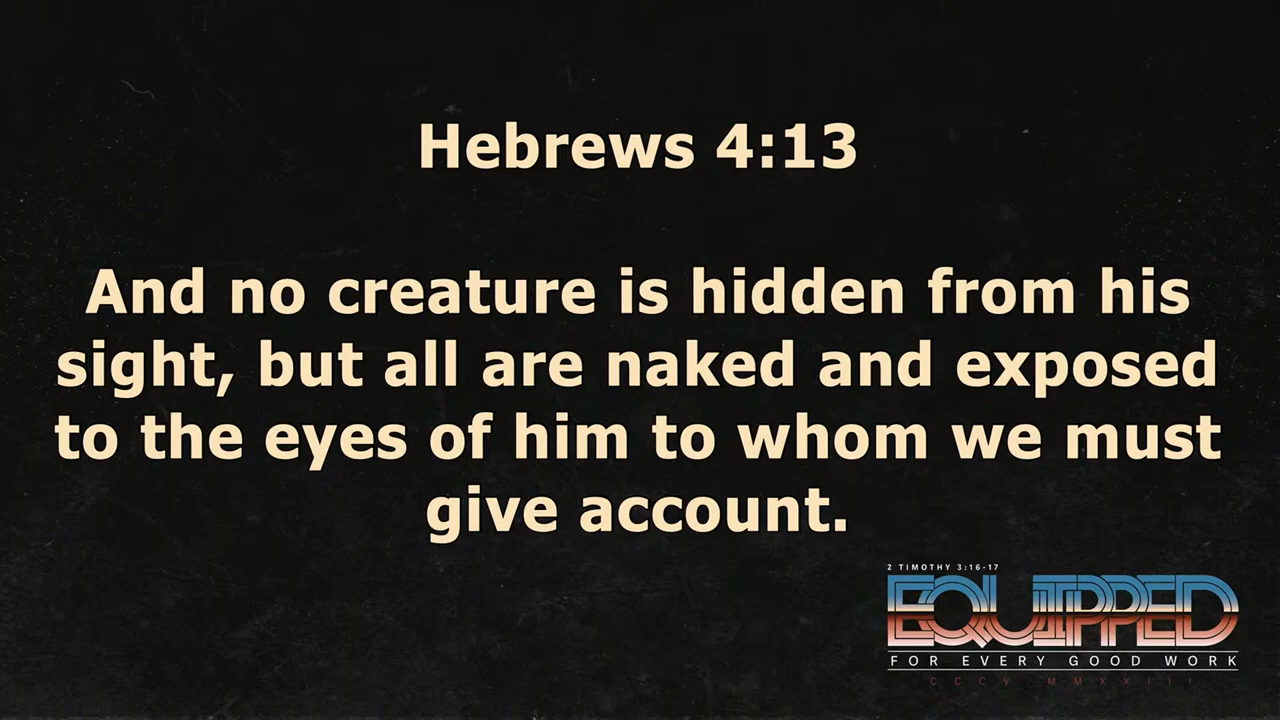 Hebrews 4:13
And no creature is hidden from his
sight, but all are naked and exposed
to the eyes of him to whom we must
give account.
2 TIMOTHY 3:16-17
EQUIPPED
FOR EVERY GOOD WORK
CCCV MMXXIII